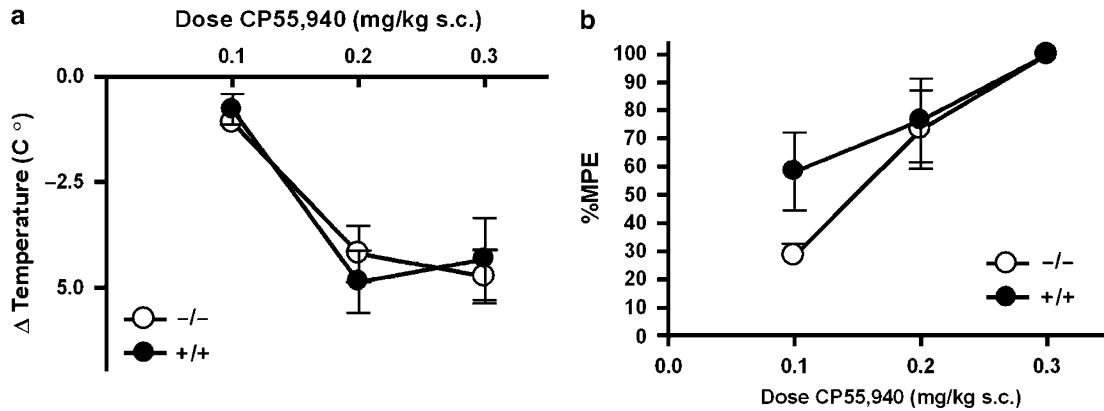 a
Dose CP55,940 (mg/kg s.c.)
0.1 0.2 0.3
0.0
−2.5
5.0
Δ Temperature (C °)
−/−
+/+
b
100
90
80
70
60
50
40
30
20
10
0
%MPE
−/−
+/+
0.0 0.1 0.2 0.3
Dose CP55,940 (mg/kg s.c.)